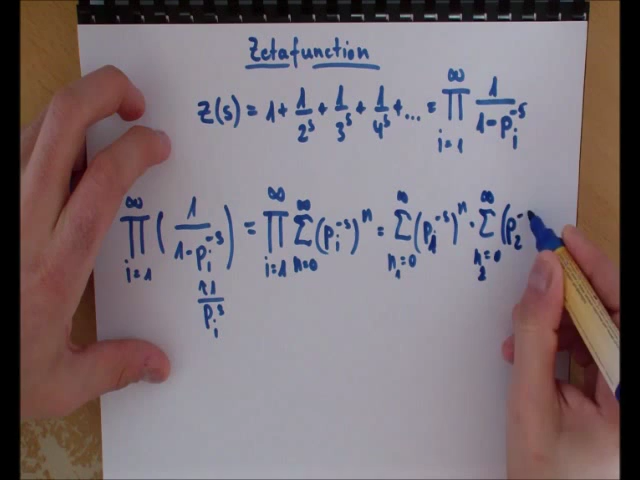 Zetafunction
Z(s) = 1 + 1/2^s + 1/3^s + 1/4^s + ... = ∏_{i=1}^{∞} 1/(1-p_i^{-s})
∏_{i=1}^{∞} (1/(1-p_i^{-s})) = ∏_{i=1}^{∞} ∑_{n=0}^{∞} (p_i^{-s})^n = ∑_{n_1=0}^{∞} (p_1^{-s})^n · ∑_{n_2=0}^{∞} (p_2^-
1/p_i^s